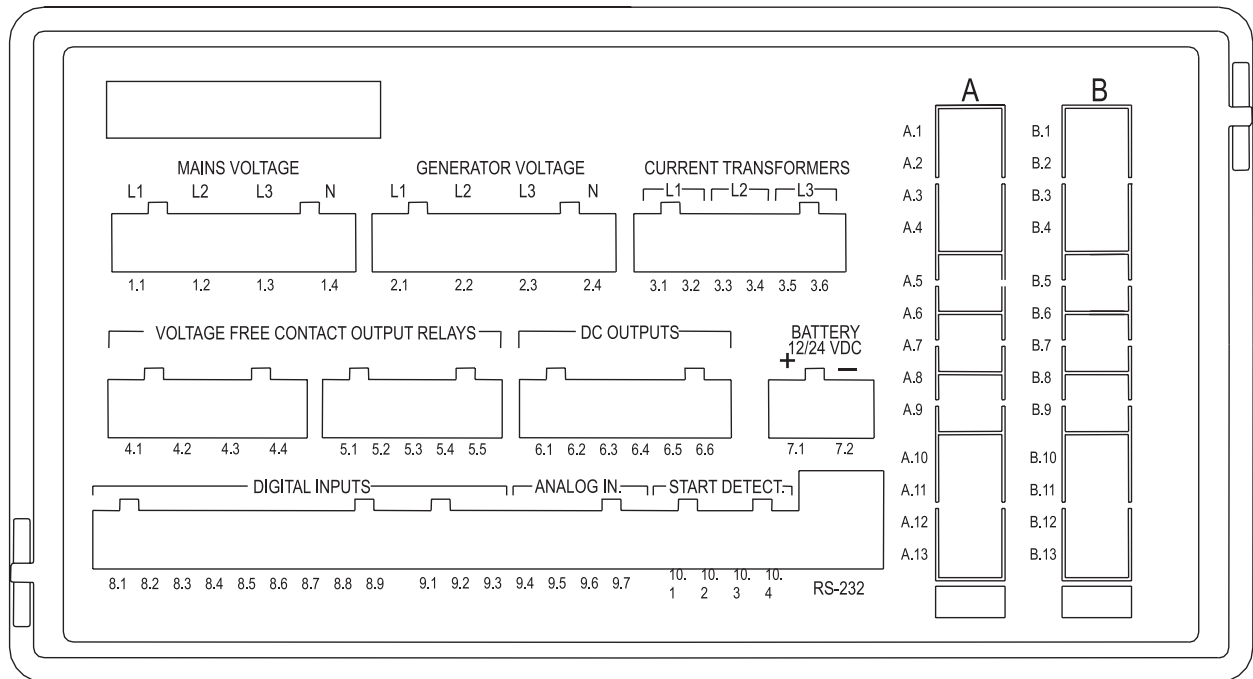 A B
A.1 B.1
A.2 B.2
A.3 B.3
A.4 B.4
A.5 B.5
A.6 B.6
A.7 B.7
A.8 B.8
A.9 B.9
A.10 B.10
A.11 B.11
A.12 B.12
A.13 B.13
MAINS VOLTAGE
L1 L2 L3 N
1.1 1.2 1.3 1.4
GENERATOR VOLTAGE
L1 L2 L3 N
2.1 2.2 2.3 2.4
CURRENT TRANSFORMERS
L1 L2 L3
3.1 3.2 3.3 3.4 3.5 3.6
VOLTAGE FREE CONTACT OUTPUT RELAYS
4.1 4.2 4.3 4.4 5.1 5.2 5.3 5.4 5.5
DC OUTPUTS
6.1 6.2 6.3 6.4 6.5 6.6
BATTERY
12/24 VDC
+ −
7.1 7.2
DIGITAL INPUTS ANALOG IN. START DETECT.
8.1 8.2 8.3 8.4 8.5 8.6 8.7 8.8 8.9 9.1 9.2 9.3 9.4 9.5 9.6 9.7
10. 10. 10. 10.
1 2 3 4
RS-232